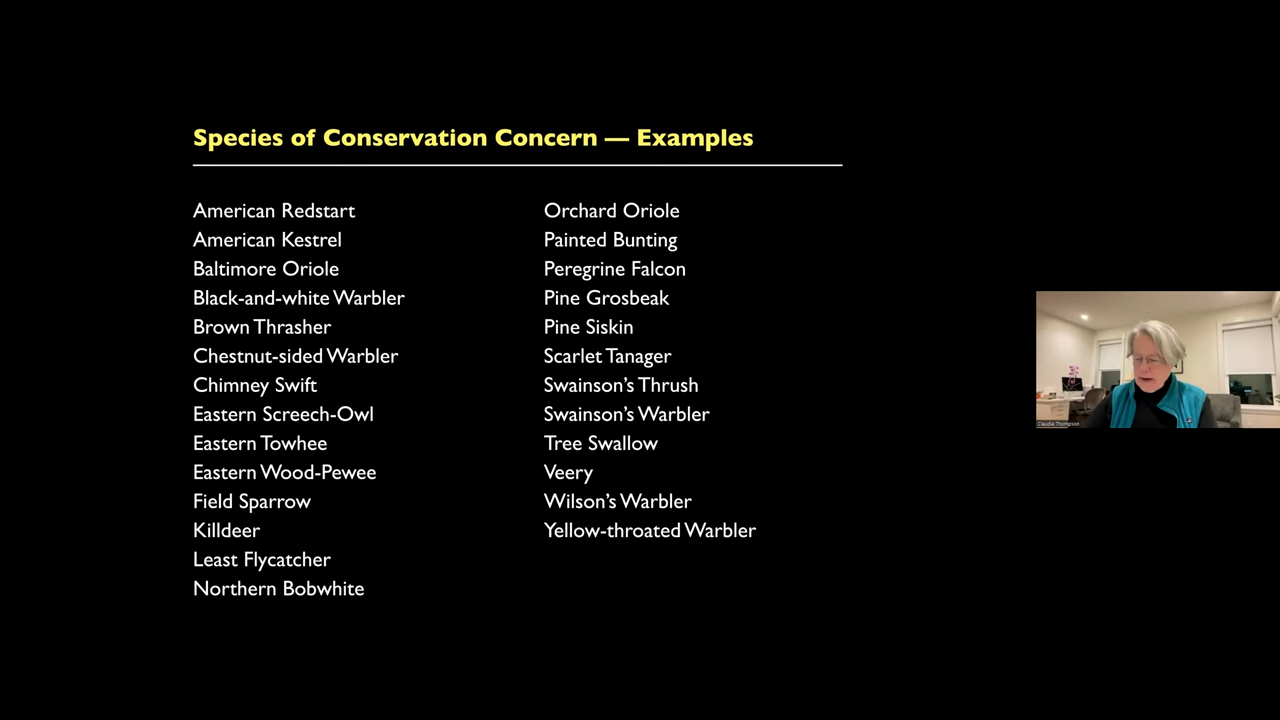 Species of Conservation Concern — Examples
American Redstart
American Kestrel
Baltimore Oriole
Black-and-white Warbler
Brown Thrasher
Chestnut-sided Warbler
Chimney Swift
Eastern Screech-Owl
Eastern Towhee
Eastern Wood-Pewee
Field Sparrow
Killdeer
Least Flycatcher
Northern Bobwhite
Orchard Oriole
Painted Bunting
Peregrine Falcon
Pine Grosbeak
Pine Siskin
Scarlet Tanager
Swainson’s Thrush
Swainson’s Warbler
Tree Swallow
Veery
Wilson’s Warbler
Yellow-throated Warbler
Claudia Thompson